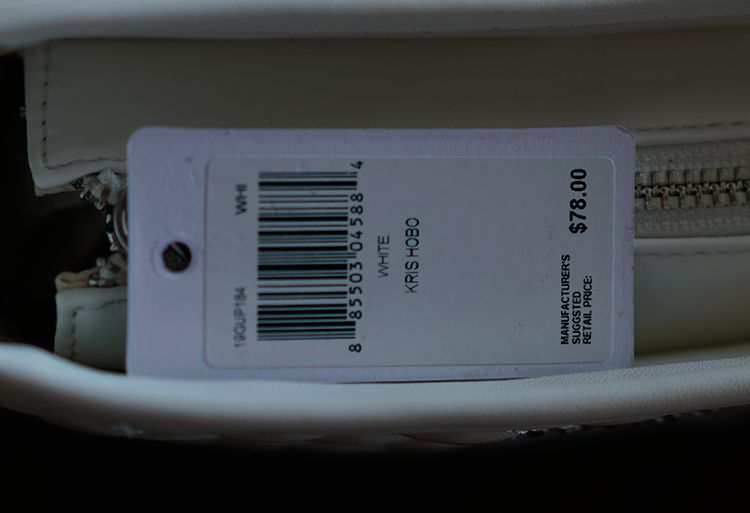 19GUP184 WHI
8 85503 04588 4
WHITE
KRIS HOBO
MANUFACTURER'S
SUGGSTED
RETAIL PRICE:
$78.00